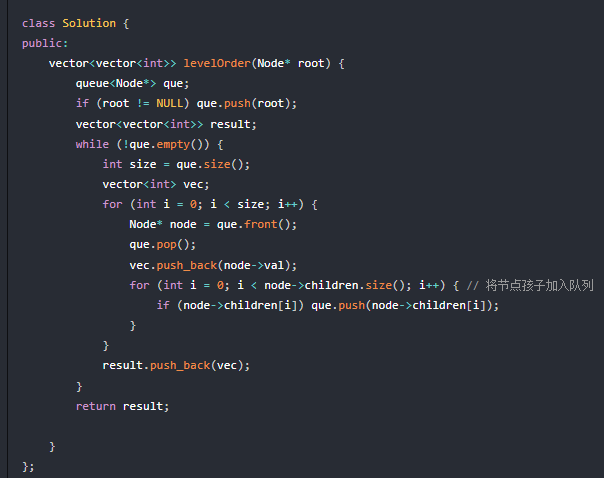 class Solution {
public:
    vector<vector<int>> levelOrder(Node* root) {
        queue<Node*> que;
        if (root != NULL) que.push(root);
        vector<vector<int>> result;
        while (!que.empty()) {
            int size = que.size();
            vector<int> vec;
            for (int i = 0; i < size; i++) {
                Node* node = que.front();
                que.pop();
                vec.push_back(node->val);
                for (int i = 0; i < node->children.size(); i++) { // 将节点孩子加入队列
                    if (node->children[i]) que.push(node->children[i]);
                }
            }
            result.push_back(vec);
        }
        return result;

    }
};